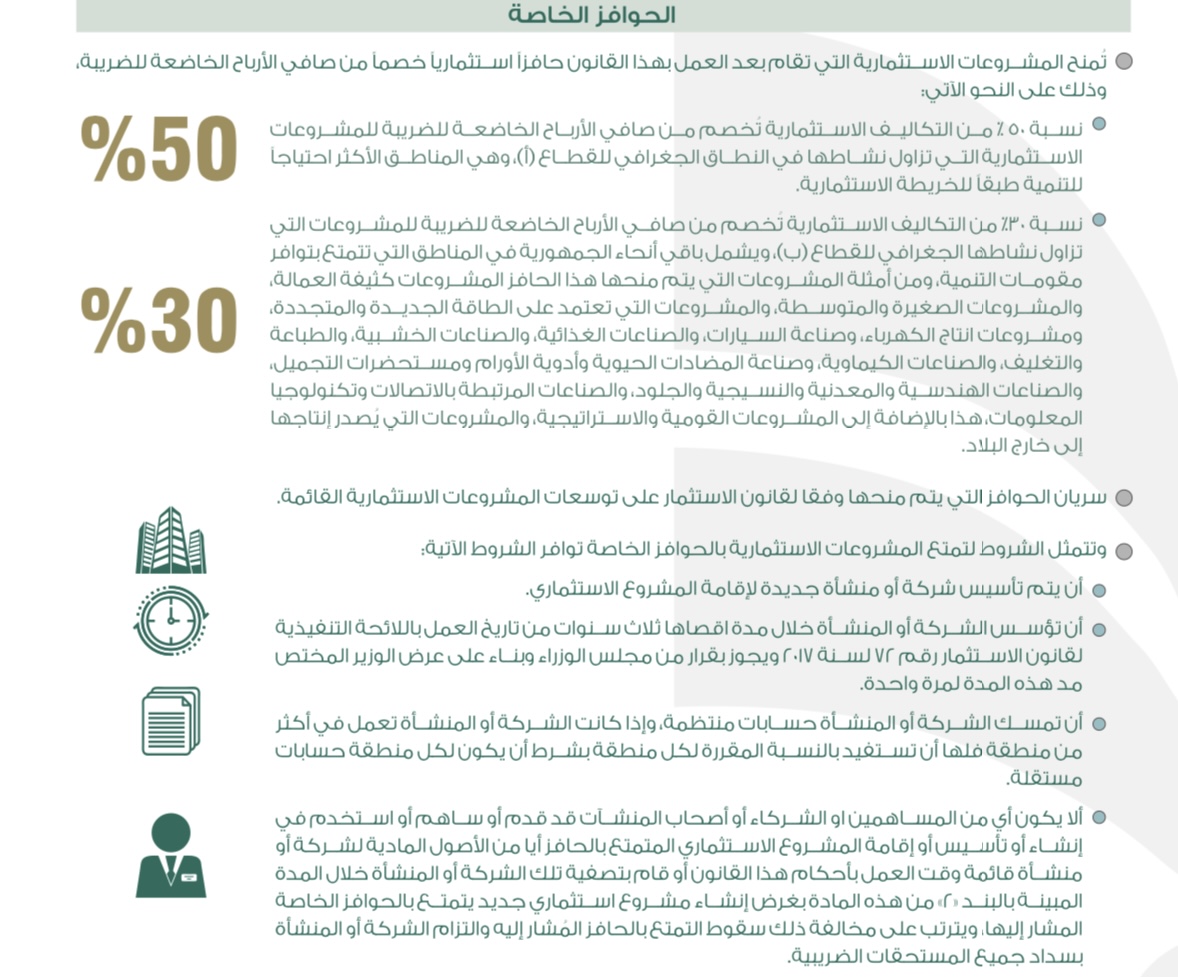 الحوافز الخاصة
تُمنح المشروعات الاستثمارية التي تقام بعد العمل بهذا القانون حافزاً استثمارياً خصماً من صافي الأرباح الخاضعة للضريبة،
وذلك على النحو الآتي:
%50
نسبة ٥٠٪ من التكاليف الاستثمارية تُخصم من صافي الأرباح الخاضعة للضريبة للمشروعات
الاستثمارية التي تزاول نشاطها في النطاق الجغرافي للقطاع (أ)، وهي المناطق الأكثر احتياجاً
للتنمية طبقاً للخريطة الاستثمارية.
%30
نسبة ٣٠٪ من التكاليف الاستثمارية تُخصم من صافي الأرباح الخاضعة للضريبة للمشروعات التي
تزاول نشاطها الجغرافي للقطاع (ب)، ويشمل باقي أنحاء الجمهورية في المناطق التي تتمتع بتوافر
مقومات التنمية، ومن أمثلة المشروعات التي يتم منحها هذا الحافز المشروعات كثيفة العمالة،
والمشروعات الصغيرة والمتوسطة، والمشروعات التي تعتمد على الطاقة الجديدة والمتجددة،
ومشروعات انتاج الكهرباء، وصناعة السيارات، والصناعات الغذائية، والصناعات الخشبية، والطباعة
والتغليف، والصناعات الكيماوية، وصناعة المضادات الحيوية وأدوية الأورام ومستحضرات التجميل،
والصناعات الهندسية والمعدنية والنسيجية والجلود، والصناعات المرتبطة بالاتصالات وتكنولوجيا
المعلومات، هذا بالإضافة إلى المشروعات القومية والاستراتيجية، والمشروعات التي يُصدر إنتاجها
إلى خارج البلاد.
سريان الحوافز التي يتم منحها وفقا لقانون الاستثمار على توسعات المشروعات الاستثمارية القائمة.
وتتمثل الشروط لتمتع المشروعات الاستثمارية بالحوافز الخاصة توافر الشروط الآتية:
أن يتم تأسيس شركة أو منشأة جديدة لإقامة المشروع الاستثماري.
أن تؤسس الشركة أو المنشأة خلال مدة اقصاها ثلاث سنوات من تاريخ العمل باللائحة التنفيذية
لقانون الاستثمار رقم ٧٢ لسنة ٢٠١٧ ويجوز بقرار من مجلس الوزراء وبناء على عرض الوزير المختص
مد هذه المدة لمرة واحدة.
أن تمسك الشركة أو المنشأة حسابات منتظمة، وإذا كانت الشركة أو المنشأة تعمل في أكثر
من منطقة فلها أن تستفيد بالنسبة المقررة لكل منطقة بشرط أن يكون لكل منطقة حسابات
مستقلة.
ألا يكون أي من المساهمين او الشركاء أو أصحاب المنشآت قد قدم أو ساهم أو استخدم في
إنشاء أو تأسيس أو إقامة المشروع الاستثماري المتمتع بالحافز أيا من الأصول المادية لشركة أو
منشأة قائمة وقت العمل بأحكام هذا القانون أو قام بتصفية تلك الشركة أو المنشأة خلال المدة
المبينة بالبند «٢» من هذه المادة بغرض إنشاء مشروع استثماري جديد يتمتع بالحوافز الخاصة
المشار إليها، ويترتب على مخالفة ذلك سقوط التمتع بالحافز المُشار إليه والتزام الشركة أو المنشأة
بسداد جميع المستحقات الضريبية.